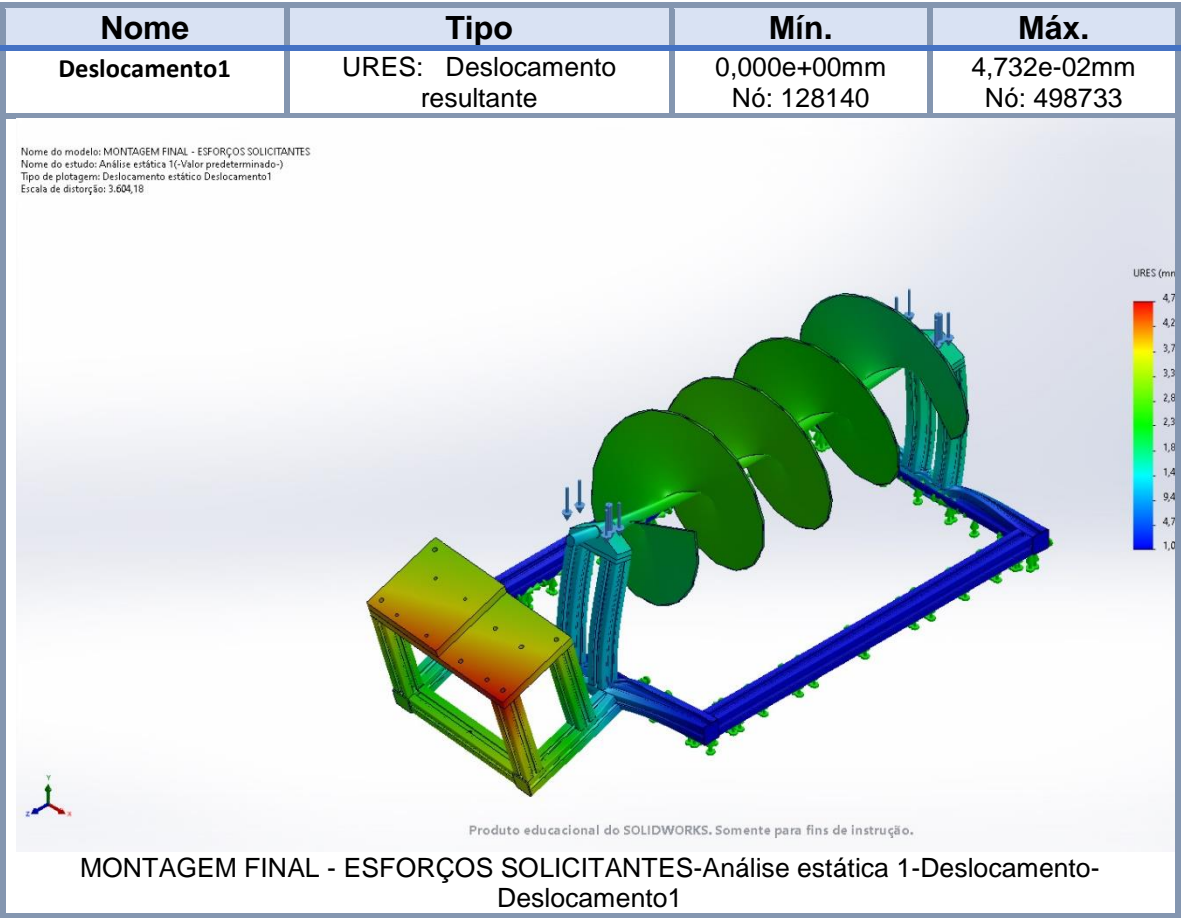 Nome Tipo Mín. Máx.
Deslocamento1 URES: Deslocamento resultante 0,000e+00mm Nó: 128140 4,732e-02mm Nó: 498733
Nome do modelo: MONTAGEM FINAL - ESFORÇOS SOLICITANTES
Nome do estudo: Análise estática 1(-Valor predeterminado-)
Tipo de plotagem: Deslocamento estático Deslocamento1
Escala de distorção: 3.604,18
URES (mm
4,7
4,2
3,7
3,3
2,8
2,3
1,8
1,4
9,4
4,7
1,0
Y
Z X
Produto educacional do SOLIDWORKS. Somente para fins de instrução.
MONTAGEM FINAL - ESFORÇOS SOLICITANTES-Análise estática 1-Deslocamento-
Deslocamento1